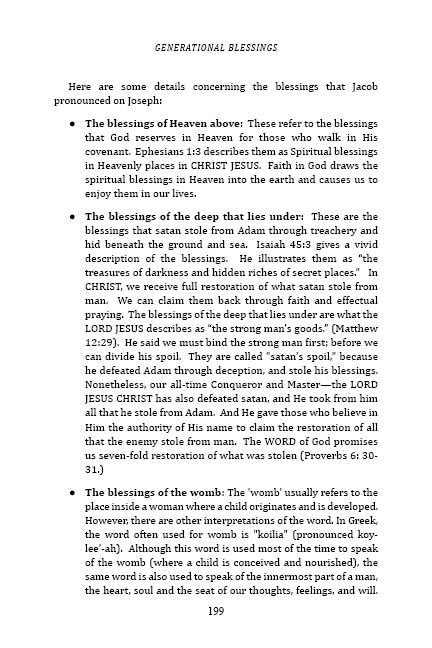 GENERATIONAL BLESSINGS
Here are some details concerning the blessings that Jacob
pronounced on Joseph:
● The blessings of Heaven above: These refer to the blessings
that God reserves in Heaven for those who walk in His
covenant. Ephesians 1:3 describes them as Spiritual blessings
in Heavenly places in CHRIST JESUS. Faith in God draws the
spiritual blessings in Heaven into the earth and causes us to
enjoy them in our lives.
● The blessings of the deep that lies under: These are the
blessings that satan stole from Adam through treachery and
hid beneath the ground and sea. Isaiah 45:3 gives a vivid
description of the blessings. He illustrates them as “the
treasures of darkness and hidden riches of secret places.” In
CHRIST, we receive full restoration of what satan stole from
man. We can claim them back through faith and effectual
praying. The blessings of the deep that lies under are what the
LORD JESUS describes as “the strong man’s goods.” (Matthew
12:29). He said we must bind the strong man first; before we
can divide his spoil. They are called "satan’s spoil," because
he defeated Adam through deception, and stole his blessings.
Nonetheless, our all-time Conqueror and Master—the LORD
JESUS CHRIST has also defeated satan, and He took from him
all that he stole from Adam. And He gave those who believe in
Him the authority of His name to claim the restoration of all
that the enemy stole from man. The WORD of God promises
us seven-fold restoration of what was stolen (Proverbs 6: 30-
31.)
● The blessings of the womb: The 'womb' usually refers to the
place inside a woman where a child originates and is developed.
However, there are other interpretations of the word. In Greek,
the word often used for womb is "koilia" (pronounced koy-
lee’-ah). Although this word is used most of the time to speak
of the womb (where a child is conceived and nourished), the
same word is also used to speak of the innermost part of a man,
the heart, soul and the seat of our thoughts, feelings, and will.
199